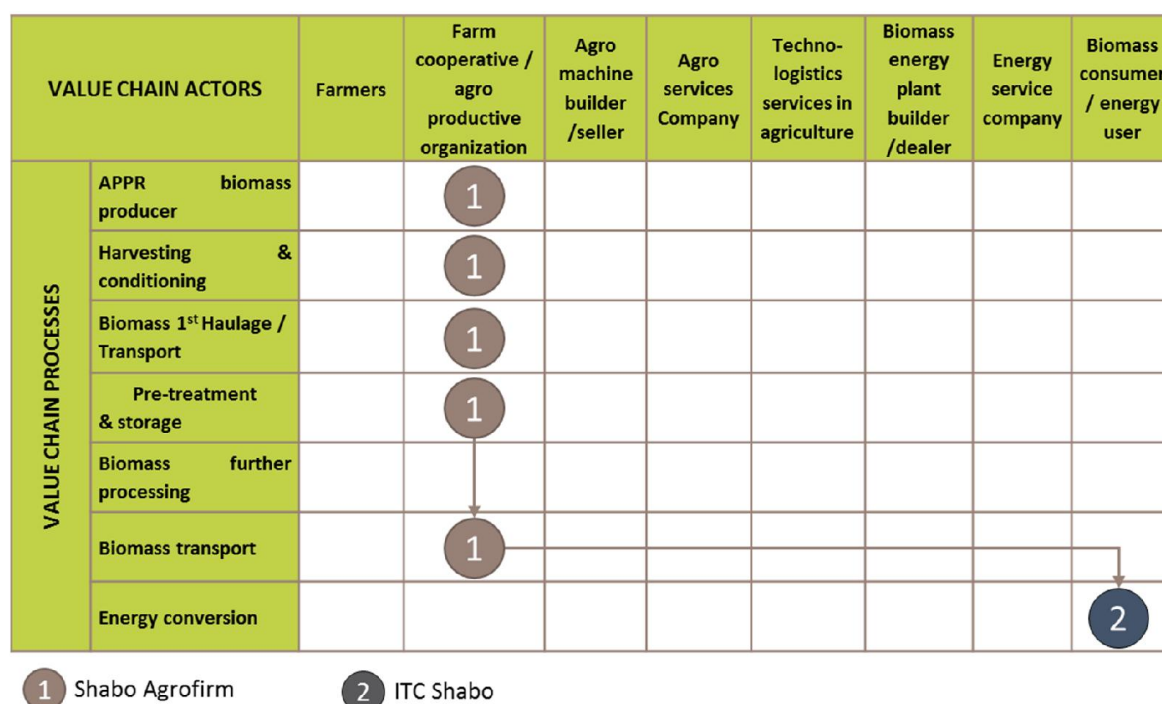 VALUE CHAIN ACTORS
Farmers
Farm
cooperative /
agro
productive
organization
Agro
machine
builder
/seller
Agro
services
Company
Techno-
logistics
services in
agriculture
Biomass
energy
plant
builder
/dealer
Energy
service
company
Biomass
consumer
/ energy
user
VALUE CHAIN PROCESSES
APPR biomass
producer
1
Harvesting &
conditioning
1
Biomass 1st Haulage /
Transport
1
Pre-treatment
& storage
1
Biomass further
processing
Biomass transport
1
Energy conversion
2
1 Shabo Agrofirm
2 ITC Shabo